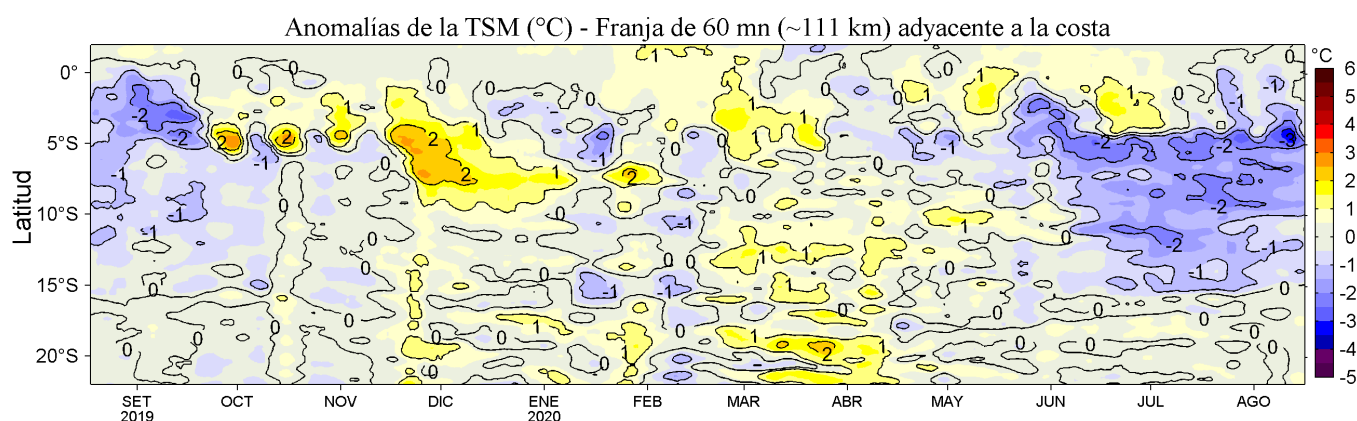 Anomalías de la TSM (°C) - Franja de 60 mn (~111 km) adyacente a la costa
°C
Latitud
0°
5°S
10°S
15°S
20°S
6
5
4
3
2
1
0
-1
-2
-3
-4
-5
SET OCT NOV DIC ENE FEB MAR ABR MAY JUN JUL AGO
2019 2020